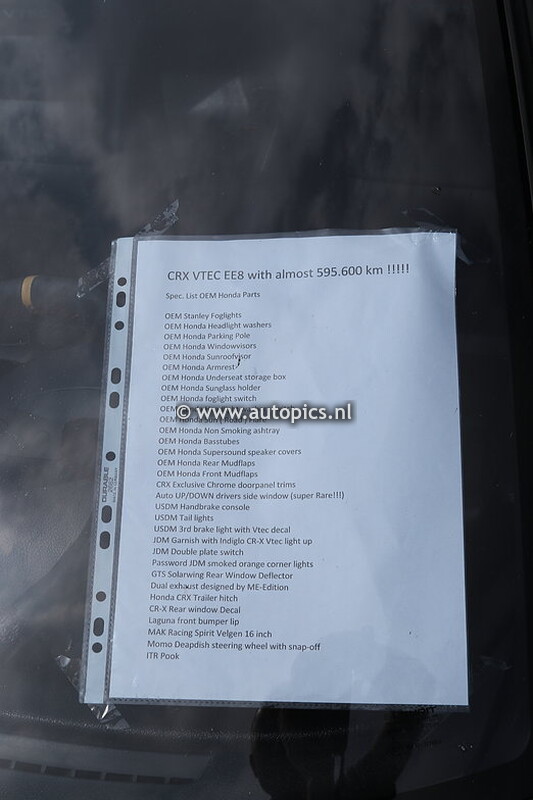 CRX VTEC EE8 with almost 595.600 km !!!!!
Spec. List OEM Honda Parts
OEM Stanley Foglights
OEM Honda Headlight washers
OEM Honda Parking Pole
OEM Honda Windowvisors
OEM Honda Sunroofvisor
OEM Honda Armrest
OEM Honda Underseat storage box
OEM Honda Sunglass holder
OEM Honda foglight switch
© www.autopics.nl
OEM Honda
OEM Honda Non Smoking ashtray
OEM Honda Basstubes
OEM Honda Supersound speaker covers
OEM Honda Rear Mudflaps
OEM Honda Front Mudflaps
CRX Exclusive Chrome doorpanel trims
Auto UP/DOWN drivers side window (super Rare!!!)
USDM Handbrake console
USDM Tail lights
USDM 3rd brake light with Vtec decal
JDM Garnish with Indiglo CR-X Vtec light up
JDM Double plate switch
Password JDM smoked orange corner lights
GTS Solarwing Rear Window Deflector
Dual exhaust designed by ME-Edition
Honda CRX Trailer hitch
CR-X Rear window Decal
Laguna front bumper lip
MAK Racing Spirit Velgen 16 inch
Momo Deapdish steering wheel with snap-off
ITR Pook
DURABLE